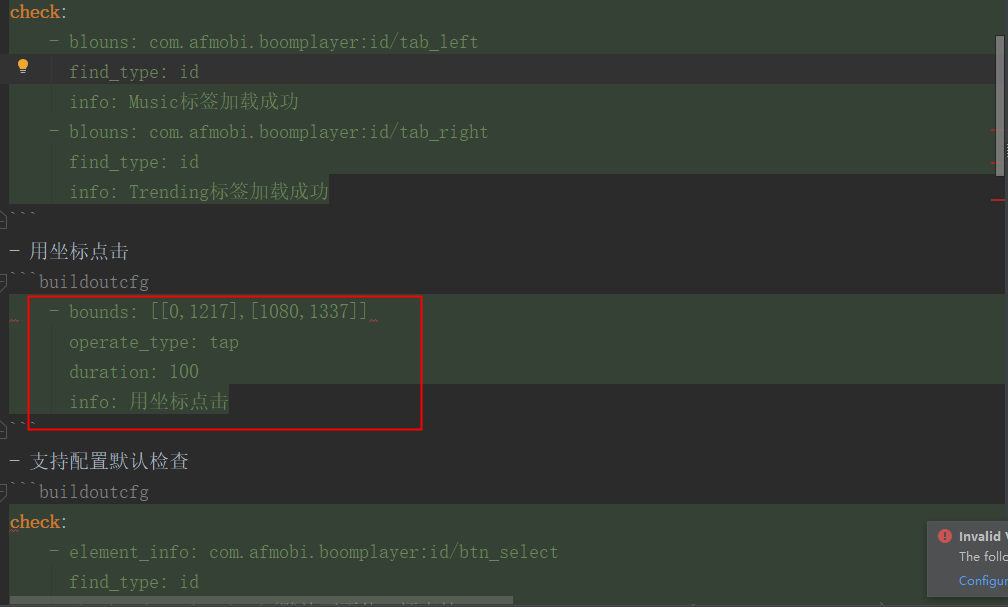 check:
- blouns: com.afmobi.boomplayer:id/tab_left
find_type: id
info: Music标签加载成功
- blouns: com.afmobi.boomplayer:id/tab_right
find_type: id
info: Trending标签加载成功
```
- 用坐标点击
```buildoutcfg
- bounds: [[0,1217],[1080,1337]]
operate_type: tap
duration: 100
info: 用坐标点击
```
- 支持配置默认检查
```buildoutcfg
check:
- element_info: com.afmobi.boomplayer:id/btn_select
find_type: id
Invalid V
The follo
Configur